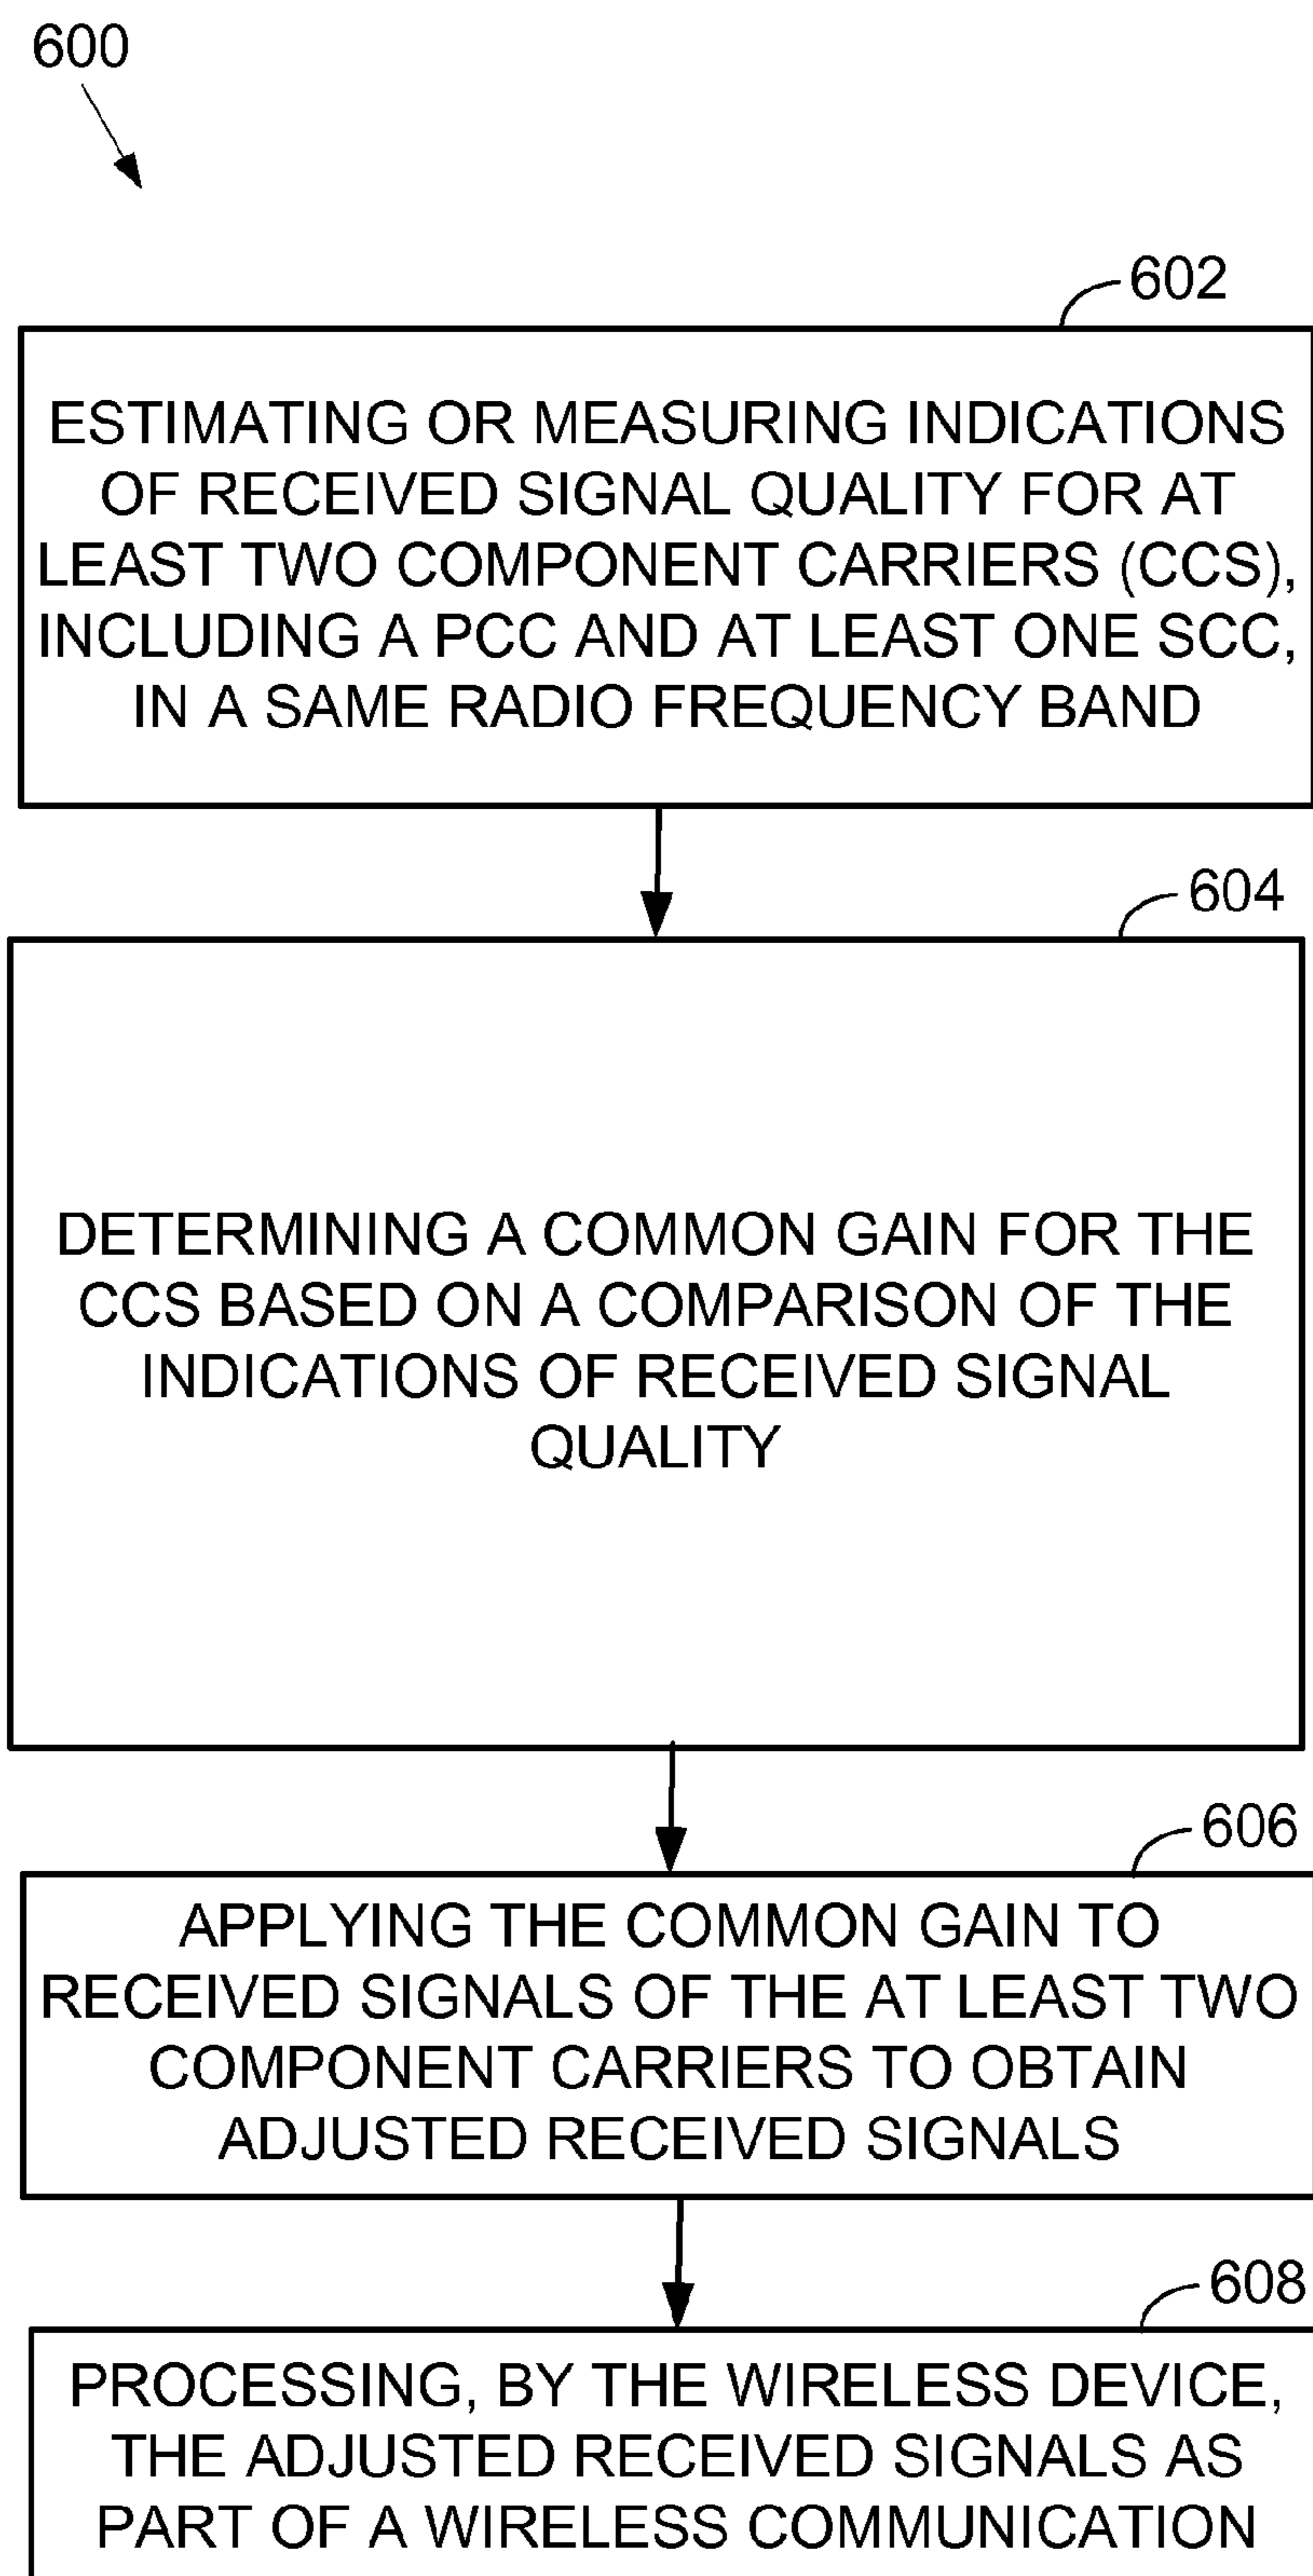 600
602
ESTIMATING OR MEASURING INDICATIONS
OF RECEIVED SIGNAL QUALITY FOR AT
LEAST TWO COMPONENT CARRIERS (CCS),
INCLUDING A PCC AND AT LEAST ONE SCC,
IN A SAME RADIO FREQUENCY BAND
604
DETERMINING A COMMON GAIN FOR THE
CCS BASED ON A COMPARISON OF THE
INDICATIONS OF RECEIVED SIGNAL
QUALITY
606
APPLYING THE COMMON GAIN TO
RECEIVED SIGNALS OF THE AT LEAST TWO
COMPONENT CARRIERS TO OBTAIN
ADJUSTED RECEIVED SIGNALS
608
PROCESSING, BY THE WIRELESS DEVICE,
THE ADJUSTED RECEIVED SIGNALS AS
PART OF A WIRELESS COMMUNICATION